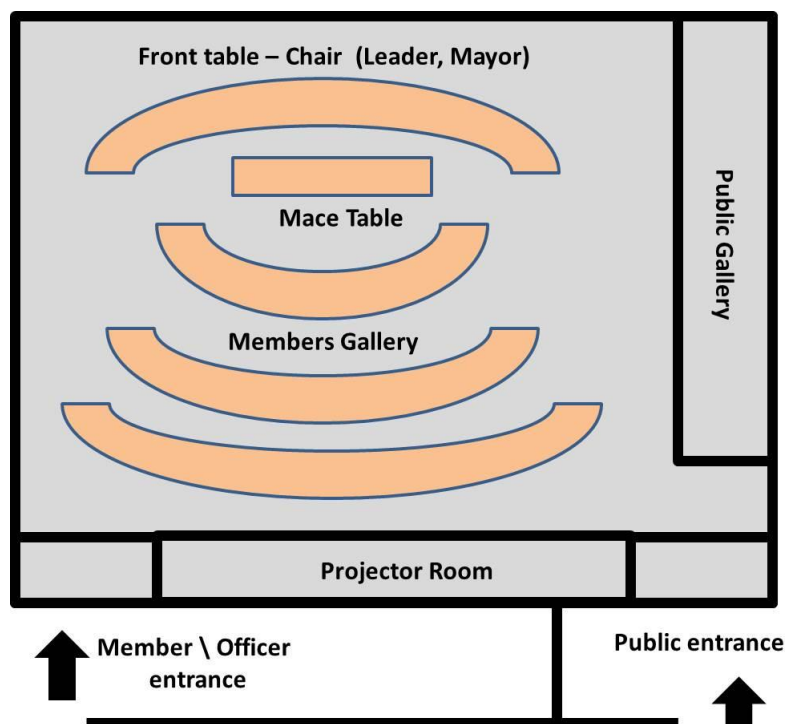 Front table – Chair  (Leader, Mayor)
Mace Table
Public Gallery
Members Gallery
Projector Room
Member \ Officer
entrance
Public entrance